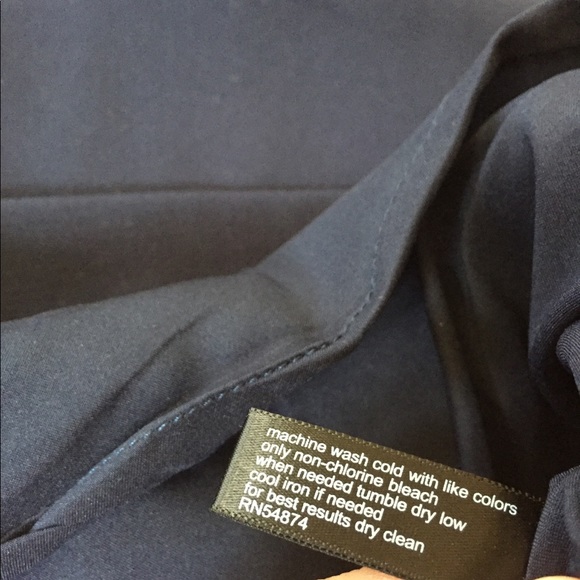 machine wash cold with like colors
only non-chlorine bleach
when needed tumble dry low
cool iron if needed
for best results dry clean
RN54874